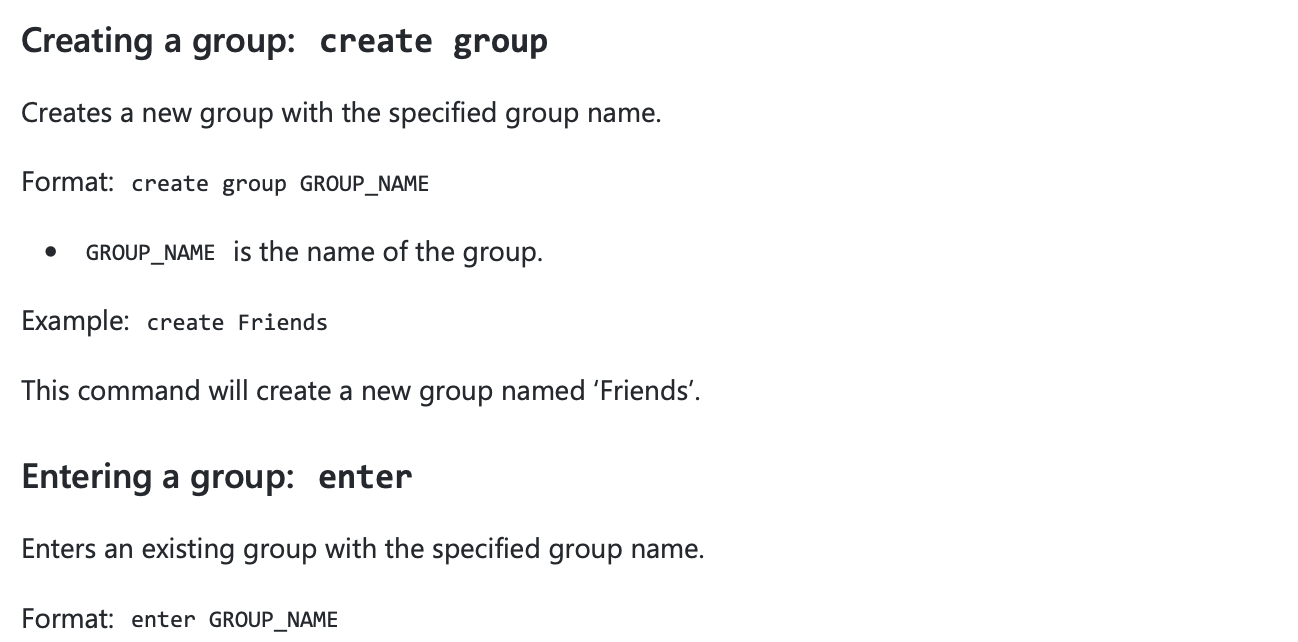 Creating a group: create group
Creates a new group with the specified group name.
Format: create group GROUP_NAME
• GROUP_NAME is the name of the group.
Example: create Friends
This command will create a new group named ‘Friends’.
Entering a group: enter
Enters an existing group with the specified group name.
Format: enter GROUP_NAME